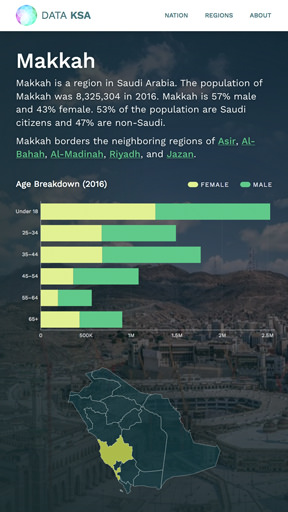 DATA KSA
NATION
REGIONS
ABOUT
Makkah
Makkah is a region in Saudi Arabia. The population of
Makkah was 8,325,304 in 2016. Makkah is 57% male
and 43% female. 53% of the population are Saudi
citizens and 47% are non-Saudi.
Makkah borders the neighboring regions of Asir, Al-
Bahah, Al-Madinah, Riyadh, and Jazan.
Age Breakdown (2016)
FEMALE
MALE
Under 18
25–34
35–44
45–54
55–64
65+
0
500K
1M
1.5M
2M
2.5M